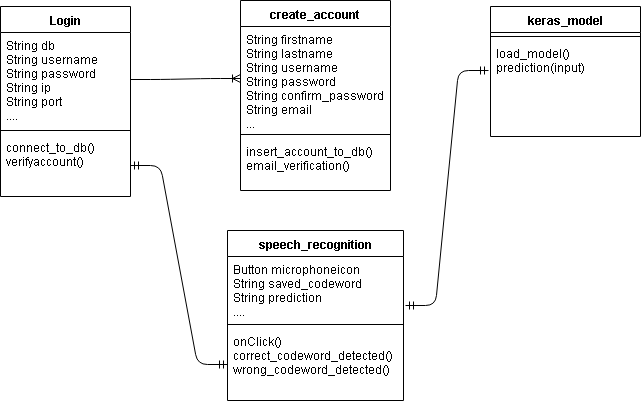 Login
String db
String username
String password
String ip
String port
....
connect_to_db()
verifyaccount()
create_account
String firstname
String lastname
String username
String password
String confirm_password
String email
...
insert_account_to_db()
email_verification()
keras_model
load_model()
prediction(input)
speech_recognition
Button microphoneicon
String saved_codeword
String prediction
....
onClick()
correct_codeword_detected()
wrong_codeword_detected()